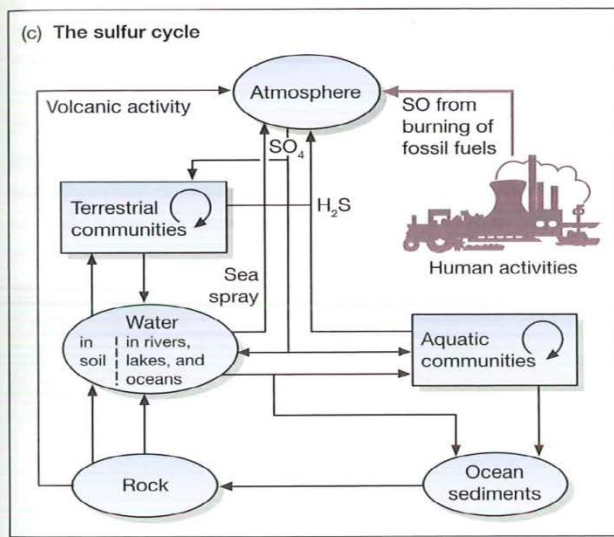 (c) The sulfur cycle
Volcanic activity
Atmosphere
SO from
burning of
fossil fuels
SO₄
Terrestrial
communities
H₂S
Human activities
Sea
spray
Water
in
soil
in rivers,
lakes, and
oceans
Aquatic
communities
Rock
Ocean
sediments